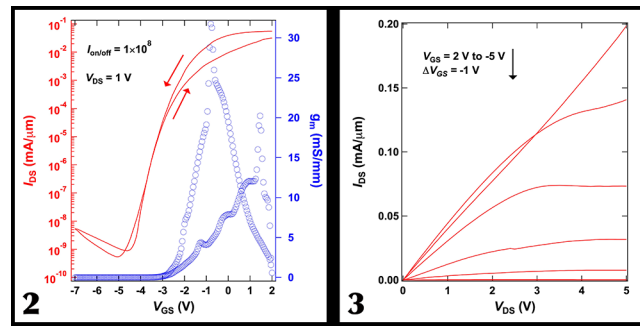 10⁻¹
10⁻²
10⁻³
10⁻⁴
10⁻⁵
10⁻⁶
10⁻⁷
10⁻⁸
10⁻⁹
10⁻¹⁰
I_DS (mA/μm)
I_on/off = 1×10⁸
V_DS = 1 V
30
25
20
15
10
5
0
g_m (mS/mm)
-7 -6 -5 -4 -3 -2 -1 0 1 2
V_GS (V)
2
0.20
0.15
0.10
0.05
0.00
I_DS (mA/μm)
V_GS = 2 V to -5 V
ΔV_GS = -1 V
0 1 2 3 4 5
V_DS (V)
3